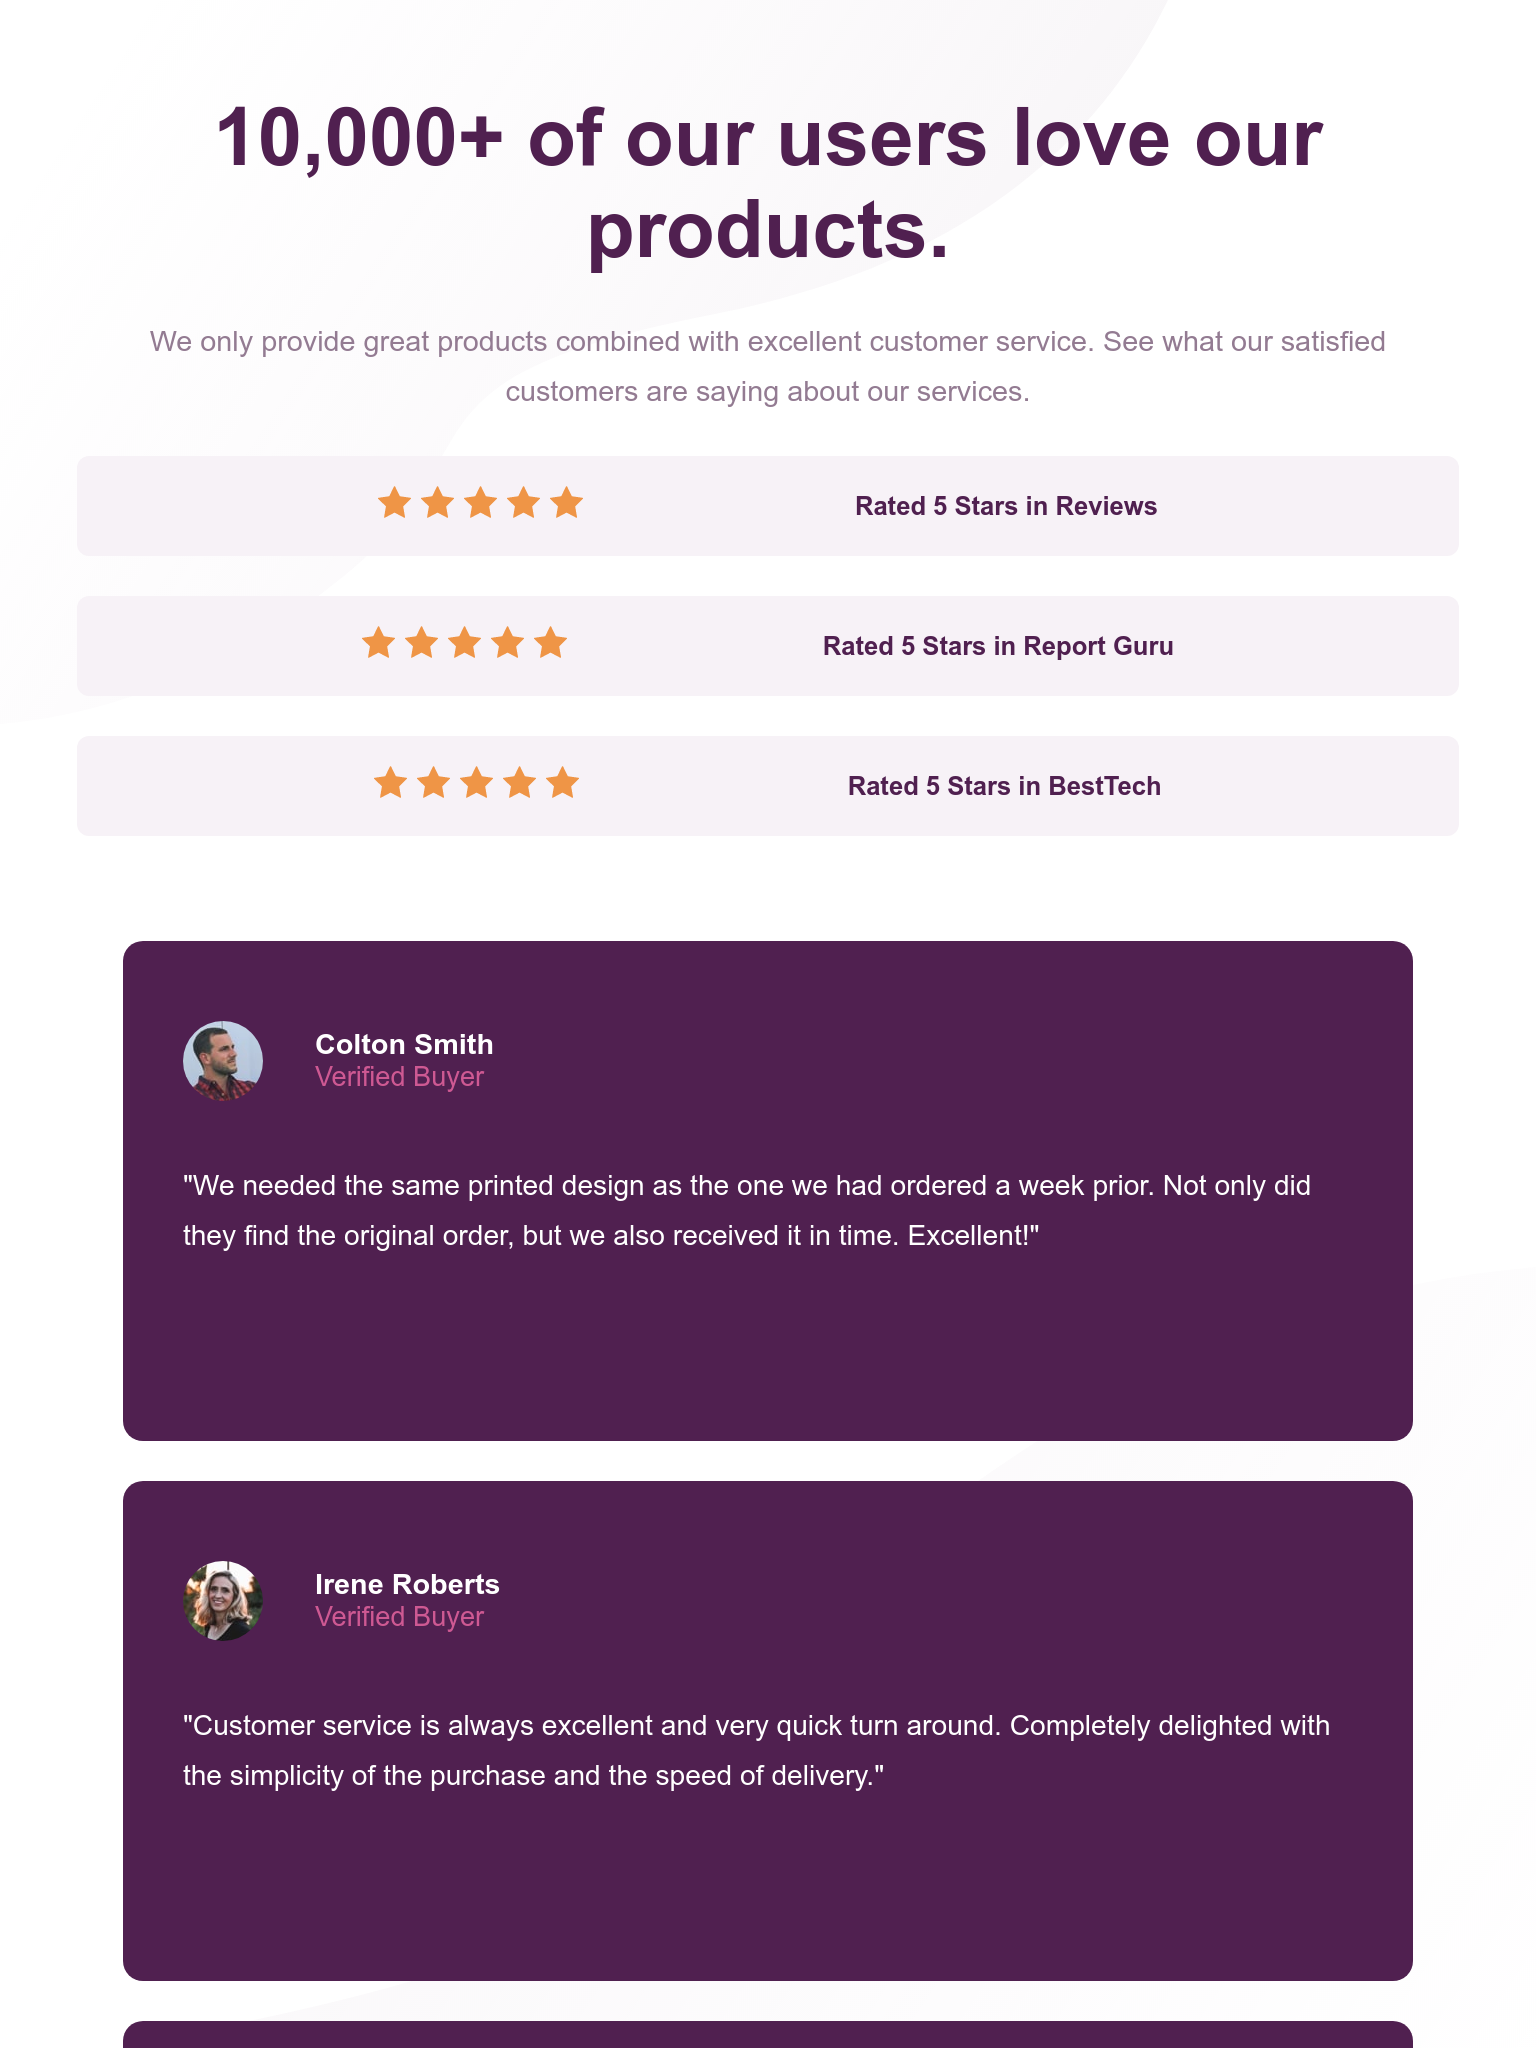 10,000+ of our users love our
products.
We only provide great products combined with excellent customer service. See what our satisfied
customers are saying about our services.
Rated 5 Stars in Reviews
Rated 5 Stars in Report Guru
Rated 5 Stars in BestTech
Colton Smith
Verified Buyer
"We needed the same printed design as the one we had ordered a week prior. Not only did
they find the original order, but we also received it in time. Excellent!"
Irene Roberts
Verified Buyer
"Customer service is always excellent and very quick turn around. Completely delighted with
the simplicity of the purchase and the speed of delivery."